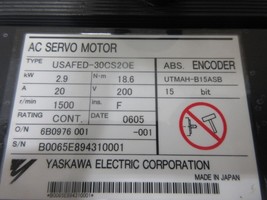 AC SERVO MOTOR
TYPE USAFED-30CS2OE
ABS. ENCODER
kW 2.9 N·m 18.6
UTMAH-B15ASB
A 20 V 200
15 bit
r/min 1500 ins. F
RATING CONT. DATE 0605
O/N 6B0976 001 -001
S/N B0065E894310001
YASKAWA ELECTRIC CORPORATION
MADE IN JAPAN
*B0065E894310001*